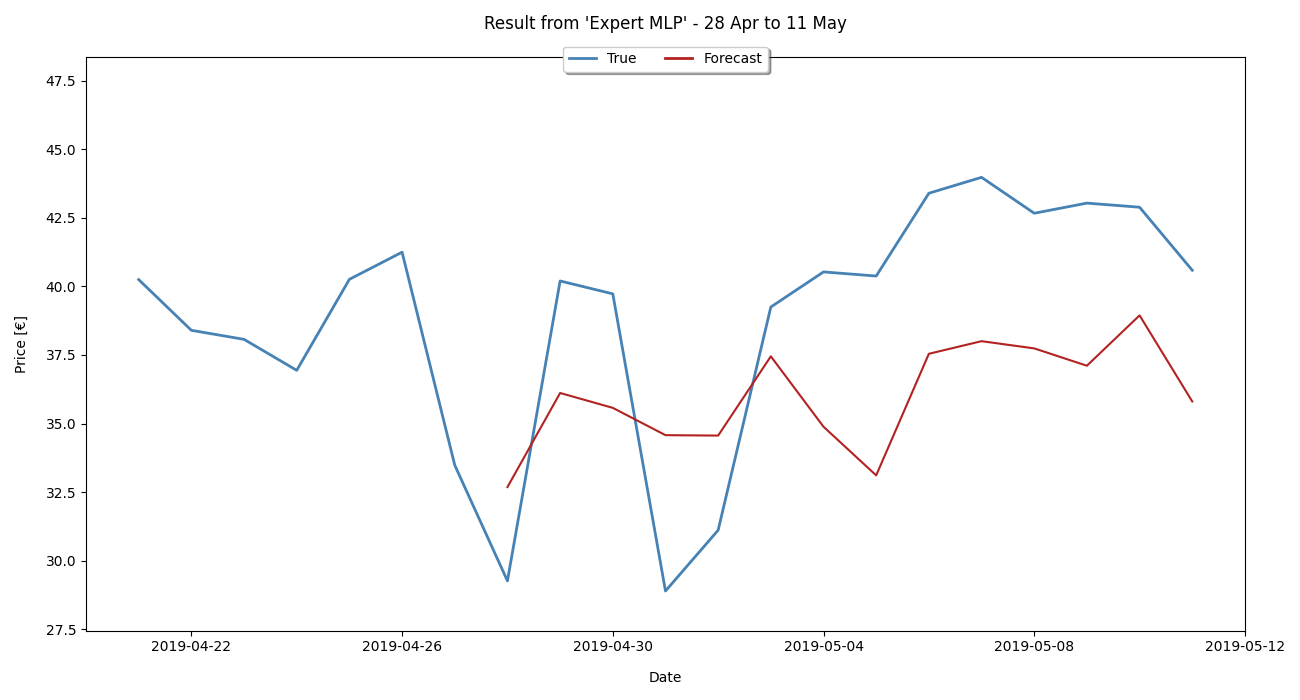 Result from 'Expert MLP' - 28 Apr to 11 May
True Forecast
47.5
45.0
42.5
40.0
37.5
35.0
32.5
30.0
27.5
Price [€]
2019-04-22 2019-04-26 2019-04-30 2019-05-04 2019-05-08 2019-05-12
Date